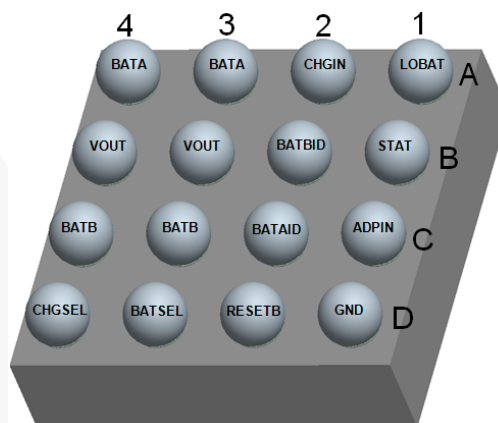 4 3 2 1
BATA BATA CHGIN LOBAT A
VOUT VOUT BATBID STAT B
BATB BATB BATAID ADPIN C
CHGSEL BATSEL RESETB GND D